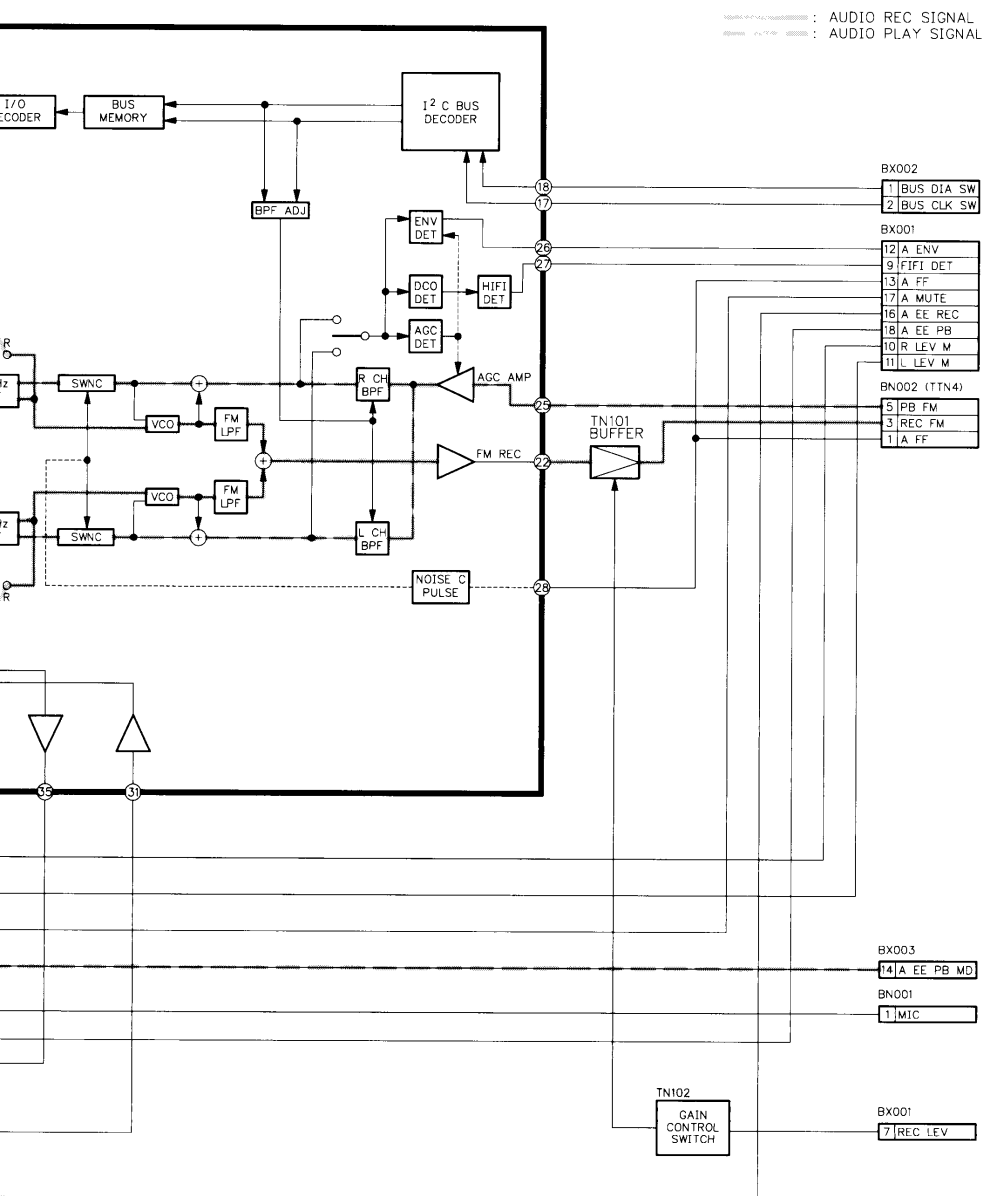 : AUDIO REC SIGNAL
: AUDIO PLAY SIGNAL
I/O
ECODER
BUS
MEMORY
I² C BUS
DECODER
BPF ADJ
ENV
DET
DCO
DET
HIFI
DET
AGC
DET
18
17
26
27
BX002
1 BUS DIA SW
2 BUS CLK SW
BX001
12 A ENV
9 FIFI DET
13 A FF
17 A MUTE
16 A EE REC
18 A EE PB
10 R LEV M
11 L LEV M
BN002 (TTN4)
5 PB FM
3 REC FM
1 A FF
R
Hz
SWNC
+
R CH
BPF
AGC AMP
25
VCO
FM
LPF
+
FM REC
22
TN101
BUFFER
VCO
FM
LPF
Hz
SWNC
+
L CH
BPF
R
NOISE C
PULSE
28
35
31
BX003
14 A EE PB MD
BN001
1 MIC
TN102
GAIN
CONTROL
SWITCH
BX001
7 REC LEV